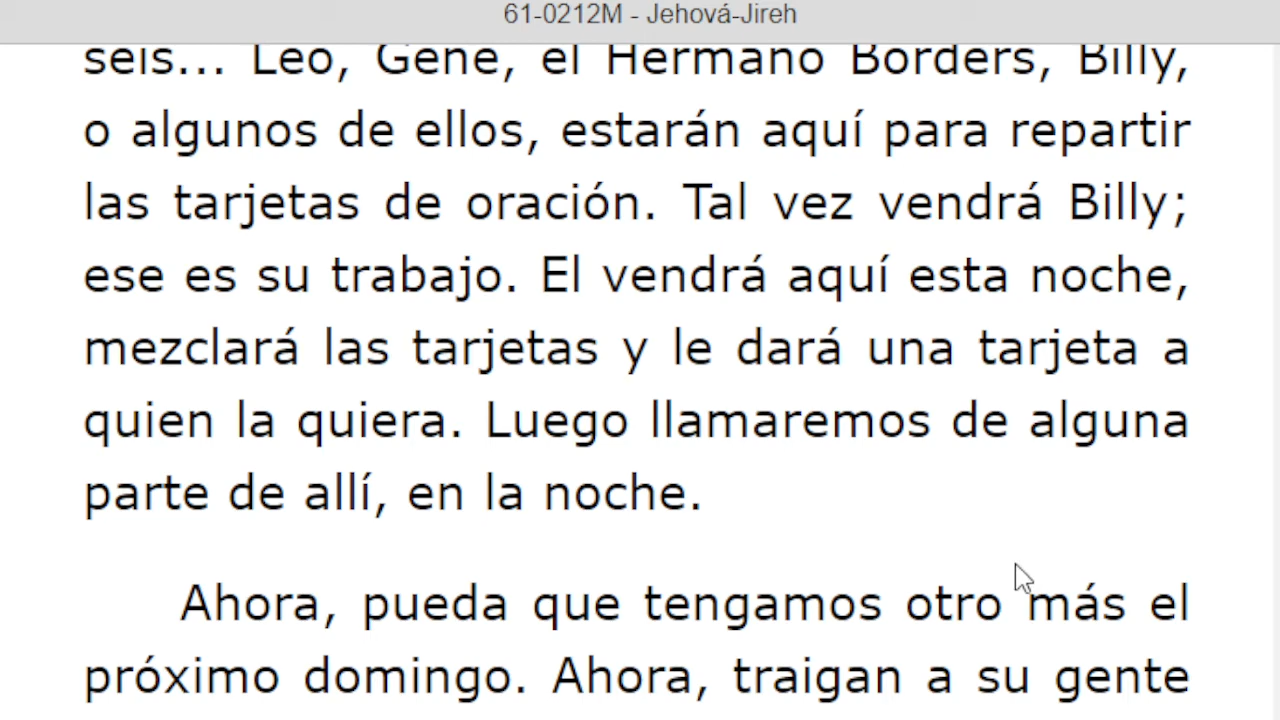 61-0212M - Jehová-Jireh
seis... Leo, Gene, el Hermano Borders, Billy,
o algunos de ellos, estarán aquí para repartir
las tarjetas de oración. Tal vez vendrá Billy;
ese es su trabajo. El vendrá aquí esta noche,
mezclará las tarjetas y le dará una tarjeta a
quien la quiera. Luego llamaremos de alguna
parte de allí, en la noche.
Ahora, pueda que tengamos otro más el
próximo domingo. Ahora, traigan a su gente